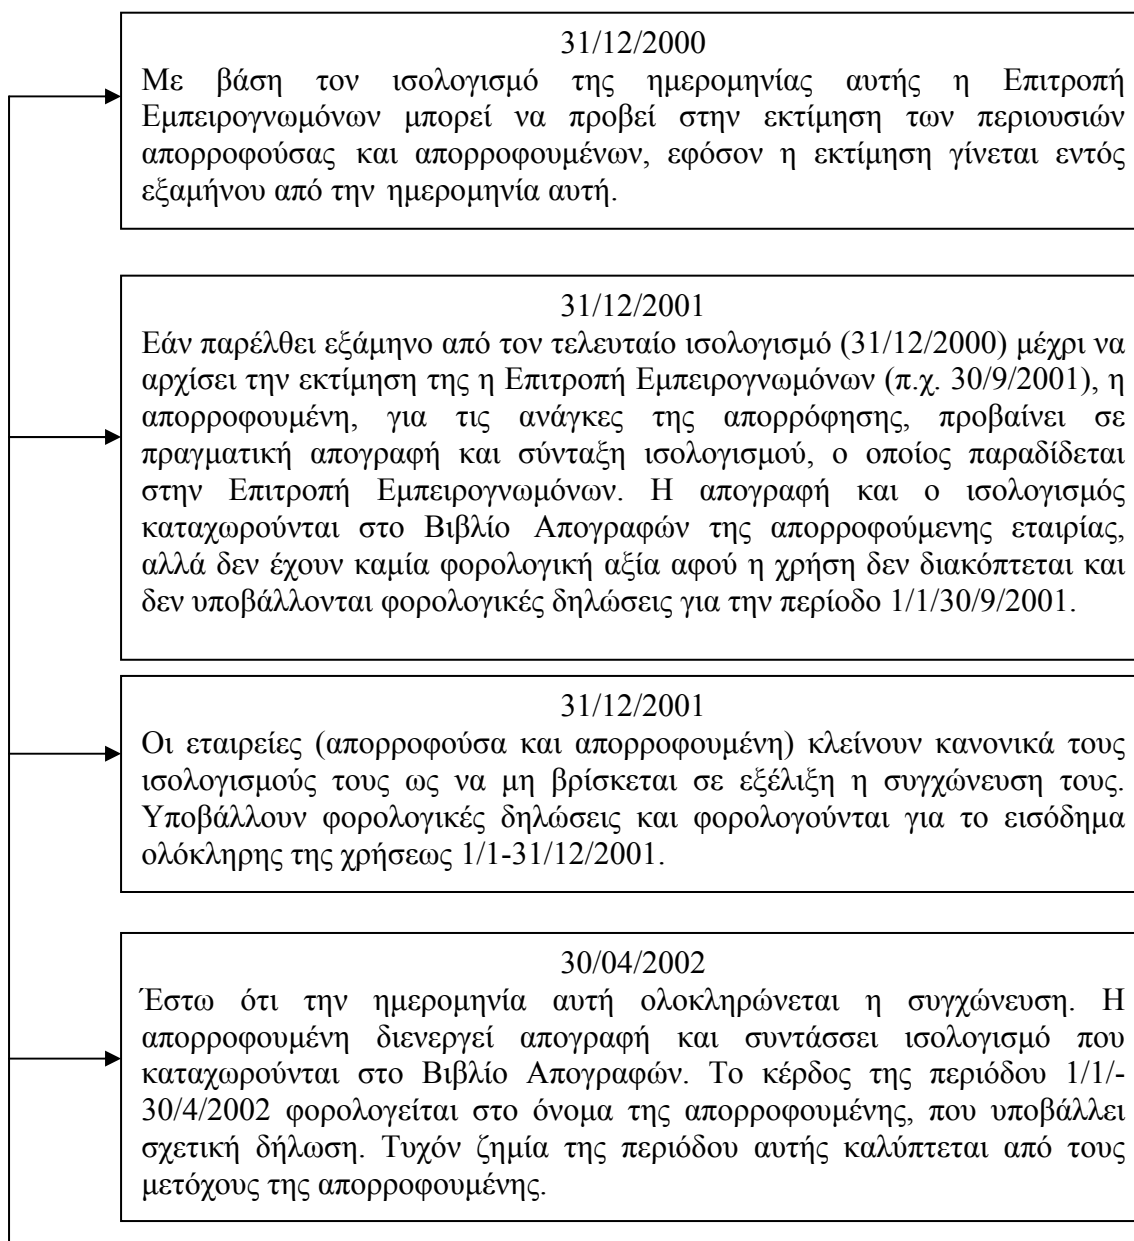 31/12/2000
Με βάση τον ισολογισμό της ημερομηνίας αυτής η Επιτροπή
Εμπειρογνωμόνων μπορεί να προβεί στην εκτίμηση των περιουσιών
απορροφούσας και απορροφουμένων, εφόσον η εκτίμηση γίνεται εντός
εξαμήνου από την ημερομηνία αυτή.
31/12/2001
Εάν παρέλθει εξάμηνο από τον τελευταίο ισολογισμό (31/12/2000) μέχρι να
αρχίσει την εκτίμηση της η Επιτροπή Εμπειρογνωμόνων (π.χ. 30/9/2001), η
απορροφουμένη, για τις ανάγκες της απορρόφησης, προβαίνει σε
πραγματική απογραφή και σύνταξη ισολογισμού, ο οποίος παραδίδεται
στην Επιτροπή Εμπειρογνωμόνων. Η απογραφή και ο ισολογισμός
καταχωρούνται στο Βιβλίο Απογραφών της απορροφούμενης εταιρίας,
αλλά δεν έχουν καμία φορολογική αξία αφού η χρήση δεν διακόπτεται και
δεν υποβάλλονται φορολογικές δηλώσεις για την περίοδο 1/1/30/9/2001.
31/12/2001
Οι εταιρείες (απορροφούσα και απορροφουμένη) κλείνουν κανονικά τους
ισολογισμούς τους ως να μη βρίσκεται σε εξέλιξη η συγχώνευση τους.
Υποβάλλουν φορολογικές δηλώσεις και φορολογούνται για το εισόδημα
ολόκληρης της χρήσεως 1/1-31/12/2001.
30/04/2002
Έστω ότι την ημερομηνία αυτή ολοκληρώνεται η συγχώνευση. Η
απορροφουμένη διενεργεί απογραφή και συντάσσει ισολογισμό που
καταχωρούνται στο Βιβλίο Απογραφών. Το κέρδος της περιόδου 1/1/-
30/4/2002 φορολογείται στο όνομα της απορροφουμένης, που υποβάλλει
σχετική δήλωση. Τυχόν ζημία της περιόδου αυτής καλύπτεται από τους
μετόχους της απορροφουμένης.